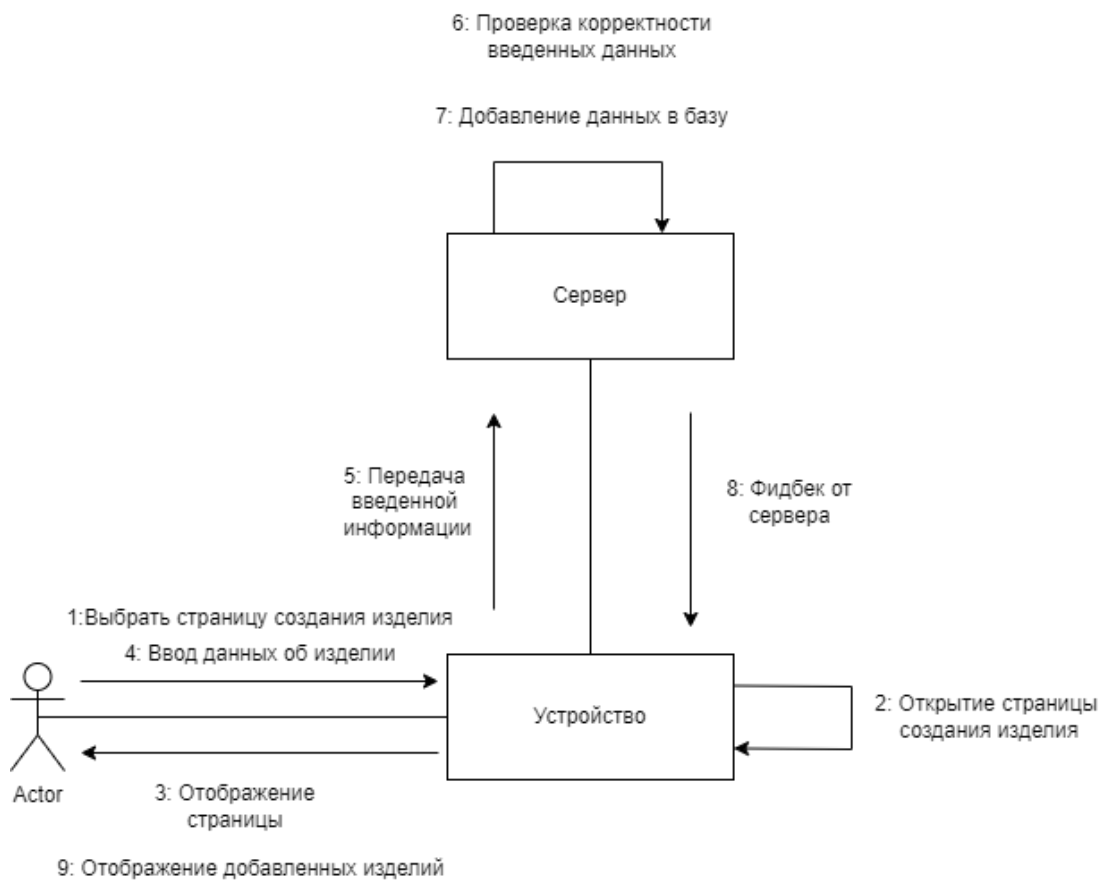 6: Проверка корректности
введенных данных
7: Добавление данных в базу
Сервер
5: Передача
введенной
информации
8: Фидбек от
сервера
1:Выбрать страницу создания изделия
4: Ввод данных об изделии
Устройство
2: Открытие страницы
создания изделия
Actor
3: Отображение
страницы
9: Отображение добавленных изделий